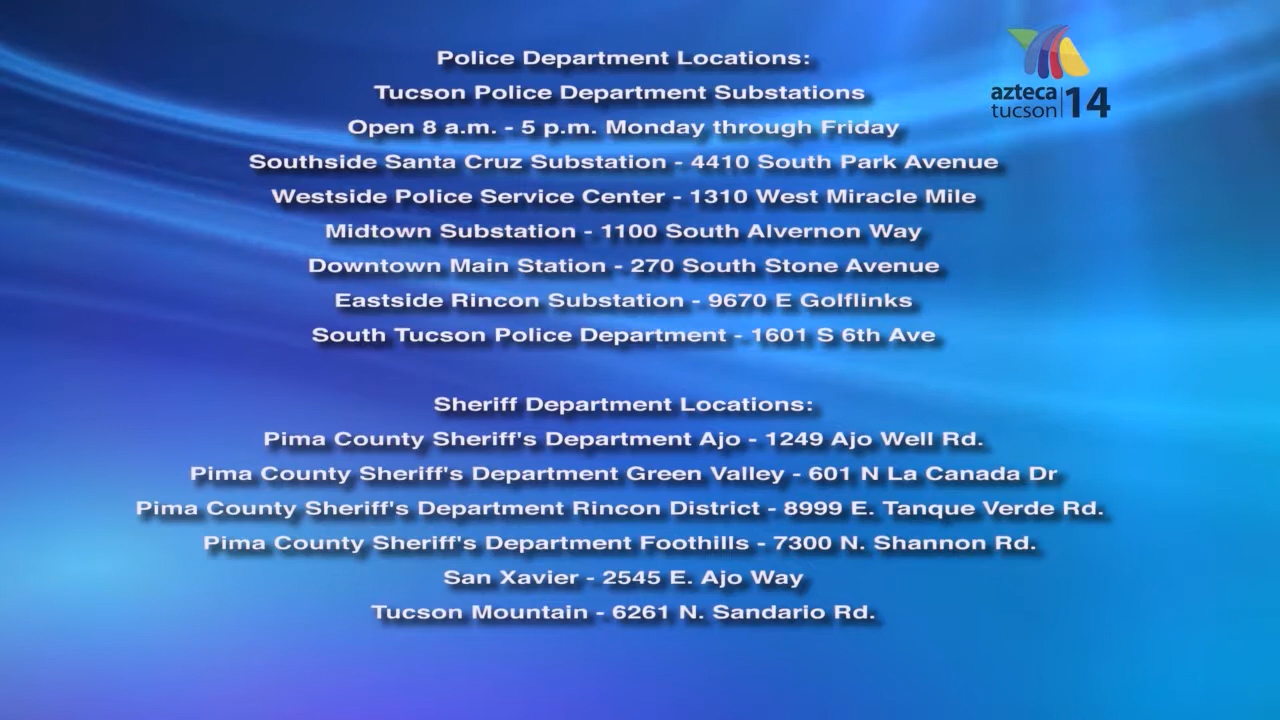 Police Department Locations:
Tucson Police Department Substations
Open 8 a.m. - 5 p.m. Monday through Friday
Southside Santa Cruz Substation - 4410 South Park Avenue
Westside Police Service Center - 1310 West Miracle Mile
Midtown Substation - 1100 South Alvernon Way
Downtown Main Station - 270 South Stone Avenue
Eastside Rincon Substation - 9670 E Golflinks
South Tucson Police Department - 1601 S 6th Ave
Sheriff Department Locations:
Pima County Sheriff's Department Ajo - 1249 Ajo Well Rd.
Pima County Sheriff's Department Green Valley - 601 N La Canada Dr
Pima County Sheriff's Department Rincon District - 8999 E. Tanque Verde Rd.
Pima County Sheriff's Department Foothills - 7300 N. Shannon Rd.
San Xavier - 2545 E. Ajo Way
Tucson Mountain - 6261 N. Sandario Rd.
azteca
tucson 14